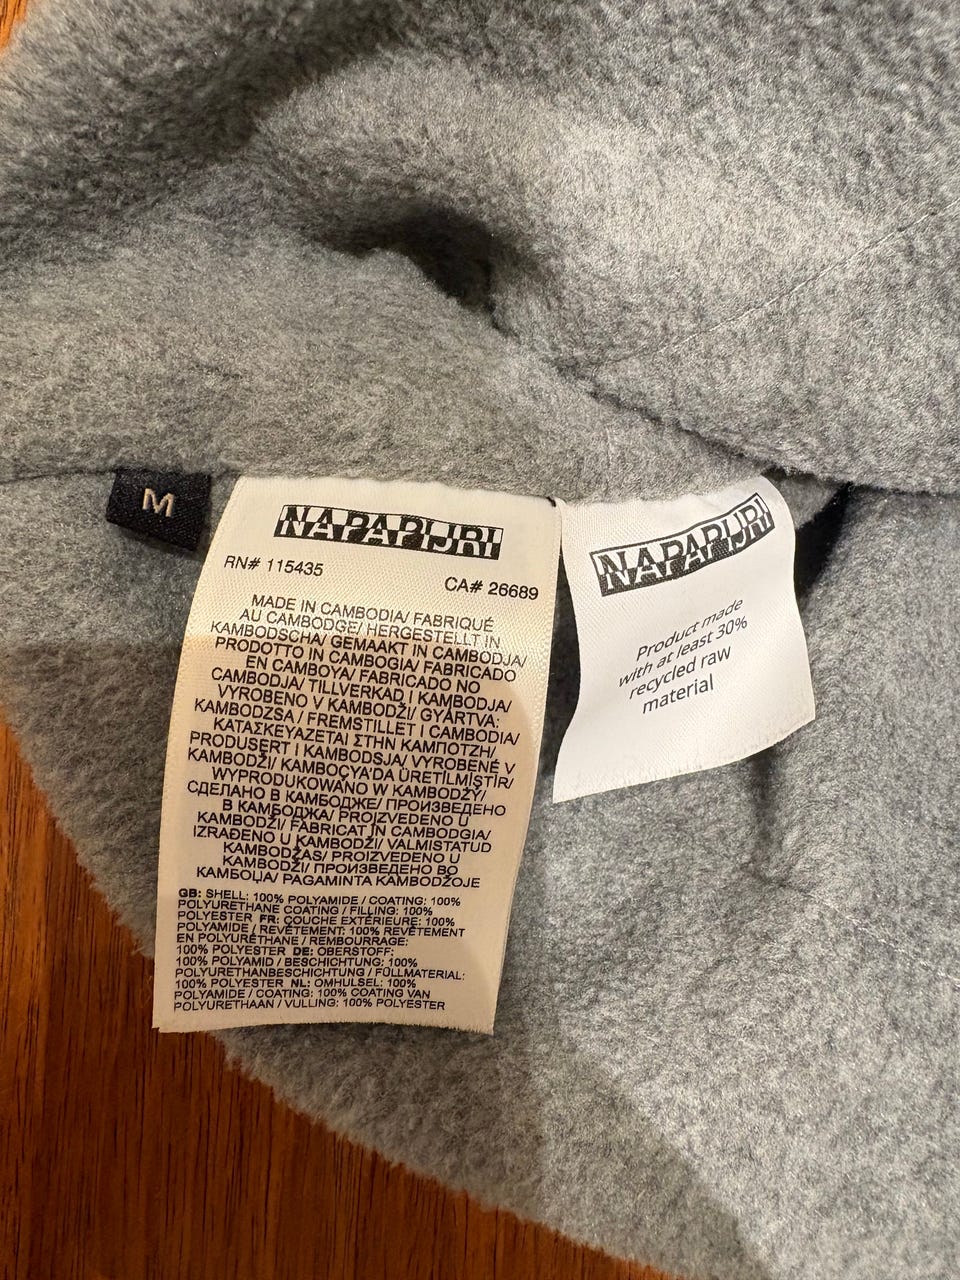 M
NAPAPIJRI
RN# 115435
CA# 26689
MADE IN CAMBODIA/ FABRIQUÉ
AU CAMBODGE/ HERGESTELLT IN
KAMBODSCHA/ GEMAAKT IN CAMBODJA/
PRODOTTO IN CAMBOGIA/ FABRICADO
EN CAMBOYA/ FABRICADO NO
CAMBODJA/ TILLVERKAD I KAMBODJA/
VYROBENO V KAMBODŽI/ GYÁRTVA:
KAMBODZSA / FREMSTILLET I CAMBODIA/
ΚΑΤΑΣΚΕΥΑΖΕΤΑΙ ΣΤΗΝ ΚΑΜΠΟΤΖΗ/
PRODUSERT I KAMBODSJA/ VYROBENÉ V
KAMBODŽI/ KAMBOÇYA'DA ÜRETİLMİŞTİR/
WYPRODUKOWANO W KAMBODŻY/
СДЕЛАНО В КАМБОДЖЕ/ ПРОИЗВЕДЕНО
В КАМБОДЖА/ PROIZVEDENO V
KAMBODŽI/ FABRICAT ÎN CAMBODGIA/
IZRAĐENO U KAMBODŽI/ VALMISTATUD
KAMBODŽAS/ PROIZVEDENO U
KAMBODŽI/ ПРОИЗВЕДЕНО ВО
КАМБОЏА/ PAGAMINTA KAMBODŽOJE
GB: SHELL: 100% POLYAMIDE / COATING: 100%
POLYURETHANE COATING / FILLING: 100%
POLYESTER FR: COUCHE EXTÉRIEURE: 100%
POLYAMIDE / REVÊTEMENT: 100% REVÊTEMENT
EN POLYURÉTHANE / REMBOURRAGE:
100% POLYESTER DE: OBERSTOFF:
100% POLYAMID / BESCHICHTUNG: 100%
POLYURETHANBESCHICHTUNG / FÜLLMATERIAL:
100% POLYESTER NL: OMHULSEL: 100%
POLYAMIDE / COATING: 100% COATING VAN
POLYURETHAAN / VULLING: 100% POLYESTER
NAPAPIJRI
Product made
with at least 30%
recycled raw
material